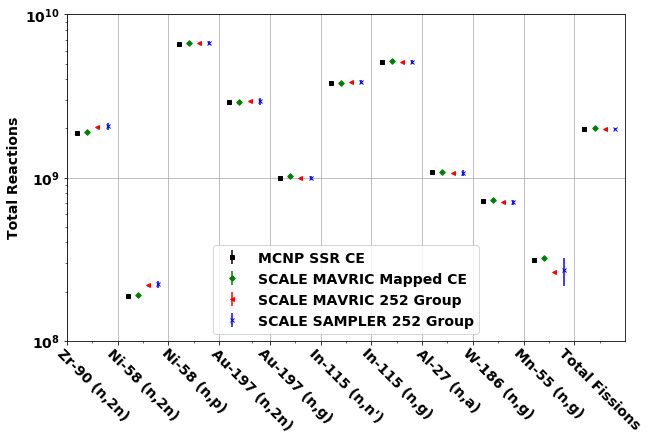 Total Reactions
10^10
10^9
10^8
MCNP SSR CE
SCALE MAVRIC Mapped CE
SCALE MAVRIC 252 Group
SCALE SAMPLER 252 Group
Zr-90 (n,2n)
Ni-58 (n,2n)
Ni-58 (n,p)
Au-197 (n,2n)
Au-197 (n,g)
In-115 (n,n')
In-115 (n,g)
Al-27 (n,a)
W-186 (n,g)
Mn-55 (n,g)
Total Fissions